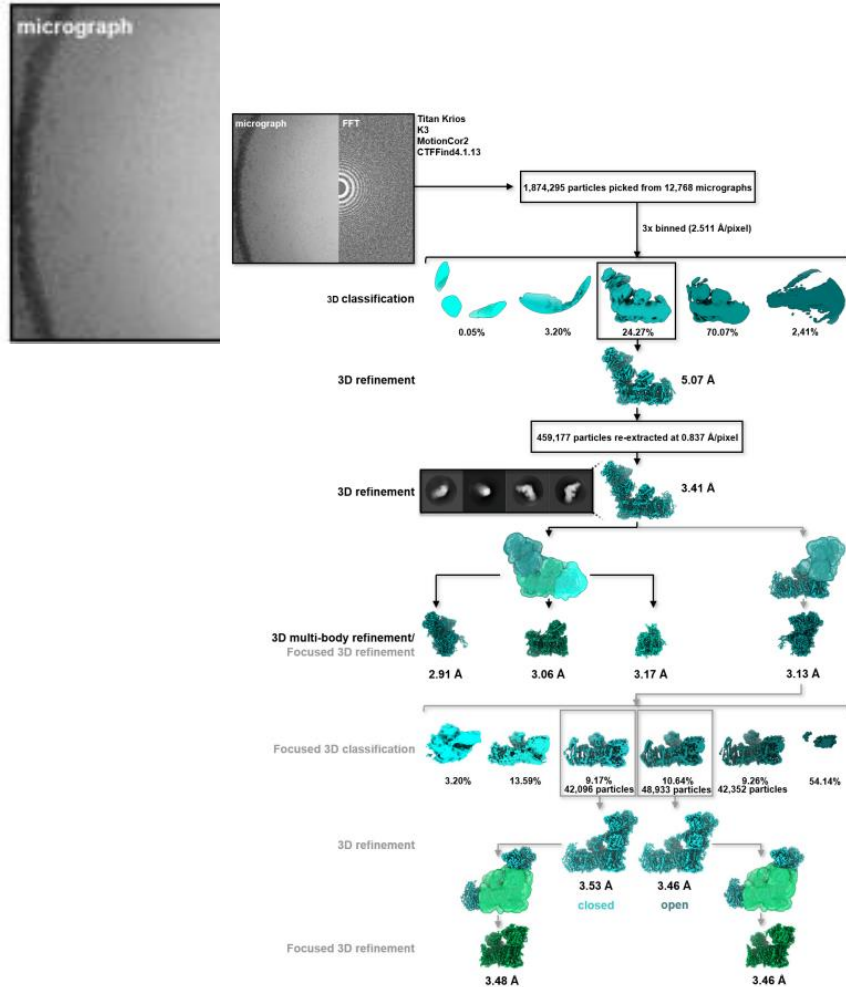 micrograph
micrograph FFT
Titan Krios
K3
MotionCor2
CTFFind4.1.13
1,874,295 particles picked from 12,768 micrographs
3x binned (2.511 Å/pixel)
3D classification
0.05% 3.20% 24.27% 70.07% 2,41%
3D refinement
5.07 Å
459,177 particles re-extracted at 0.837 Å/pixel
3D refinement
3.41 Å
3D multi-body refinement/
Focused 3D refinement
2.91 Å 3.06 Å 3.17 Å 3.13 Å
Focused 3D classification
3.20% 13.59% 9.17% 10.64% 9.26% 54.14%
42,096 particles 48,933 particles 42,352 particles
3D refinement
3.53 Å 3.46 Å
closed open
Focused 3D refinement
3.48 Å 3.46 Å